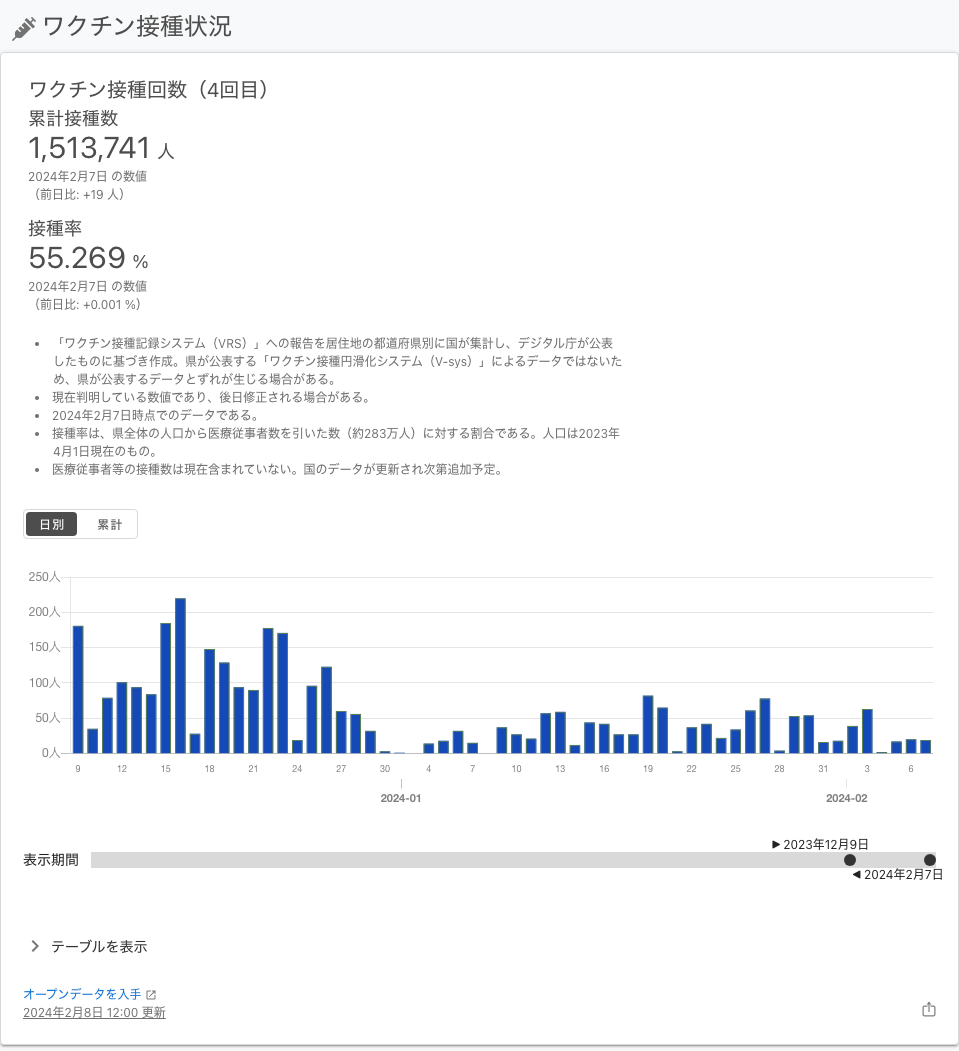 ワクチン接種状況
ワクチン接種回数（4回目）
累計接種数
1,513,741 人
2024年2月7日 の数値
（前日比: +19 人）
接種率
55.269 %
2024年2月7日 の数値
（前日比: +0.001 %）
• 「ワクチン接種記録システム（VRS）」への報告を居住地の都道府県別に国が集計し、デジタル庁が公表
したものに基づき作成。県が公表する「ワクチン接種円滑化システム（V-sys）」によるデータではないた
め、県が公表するデータとずれが生じる場合がある。
• 現在判明している数値であり、後日修正される場合がある。
• 2024年2月7日時点でのデータである。
• 接種率は、県全体の人口から医療従事者数を引いた数（約283万人）に対する割合である。人口は2023年
4月1日現在のもの。
• 医療従事者等の接種数は現在含まれていない。国のデータが更新され次第追加予定。
日別 累計
250人
200人
150人
100人
50人
0人
9 12 15 18 21 24 27 30 4 7 10 13 16 19 22 25 28 31 3 6
2024-01 2024-02
▶ 2023年12月9日
表示期間
◀ 2024年2月7日
テーブルを表示
オープンデータを入手
2024年2月8日 12:00 更新